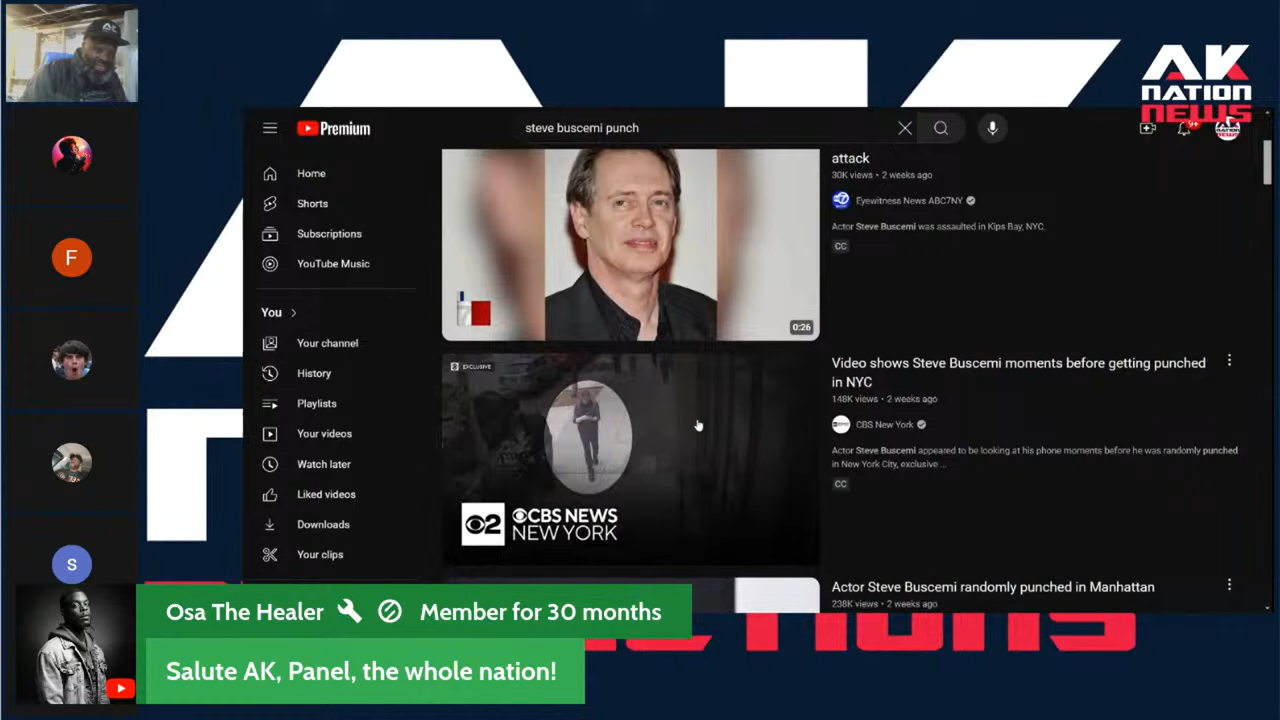 AK
NATION
NEWS
Premium
steve buscemi punch
9+
Home
Shorts
Subscriptions
YouTube Music
You
Your channel
History
Playlists
Your videos
Watch later
Liked videos
Downloads
Your clips
0:26
attack
30K views • 2 weeks ago
Eyewitness News ABC7NY
Actor Steve Buscemi was assaulted in Kips Bay, NYC.
CC
EXCLUSIVE
2 CBS NEWS
NEW YORK
Video shows Steve Buscemi moments before getting punched
in NYC
148K views • 2 weeks ago
CBS New York
Actor Steve Buscemi appeared to be looking at his phone moments before he was randomly punched
in New York City, exclusive ...
CC
Actor Steve Buscemi randomly punched in Manhattan
238K views • 2 weeks ago
F
S
Osa The Healer Member for 30 months
Salute AK, Panel, the whole nation!